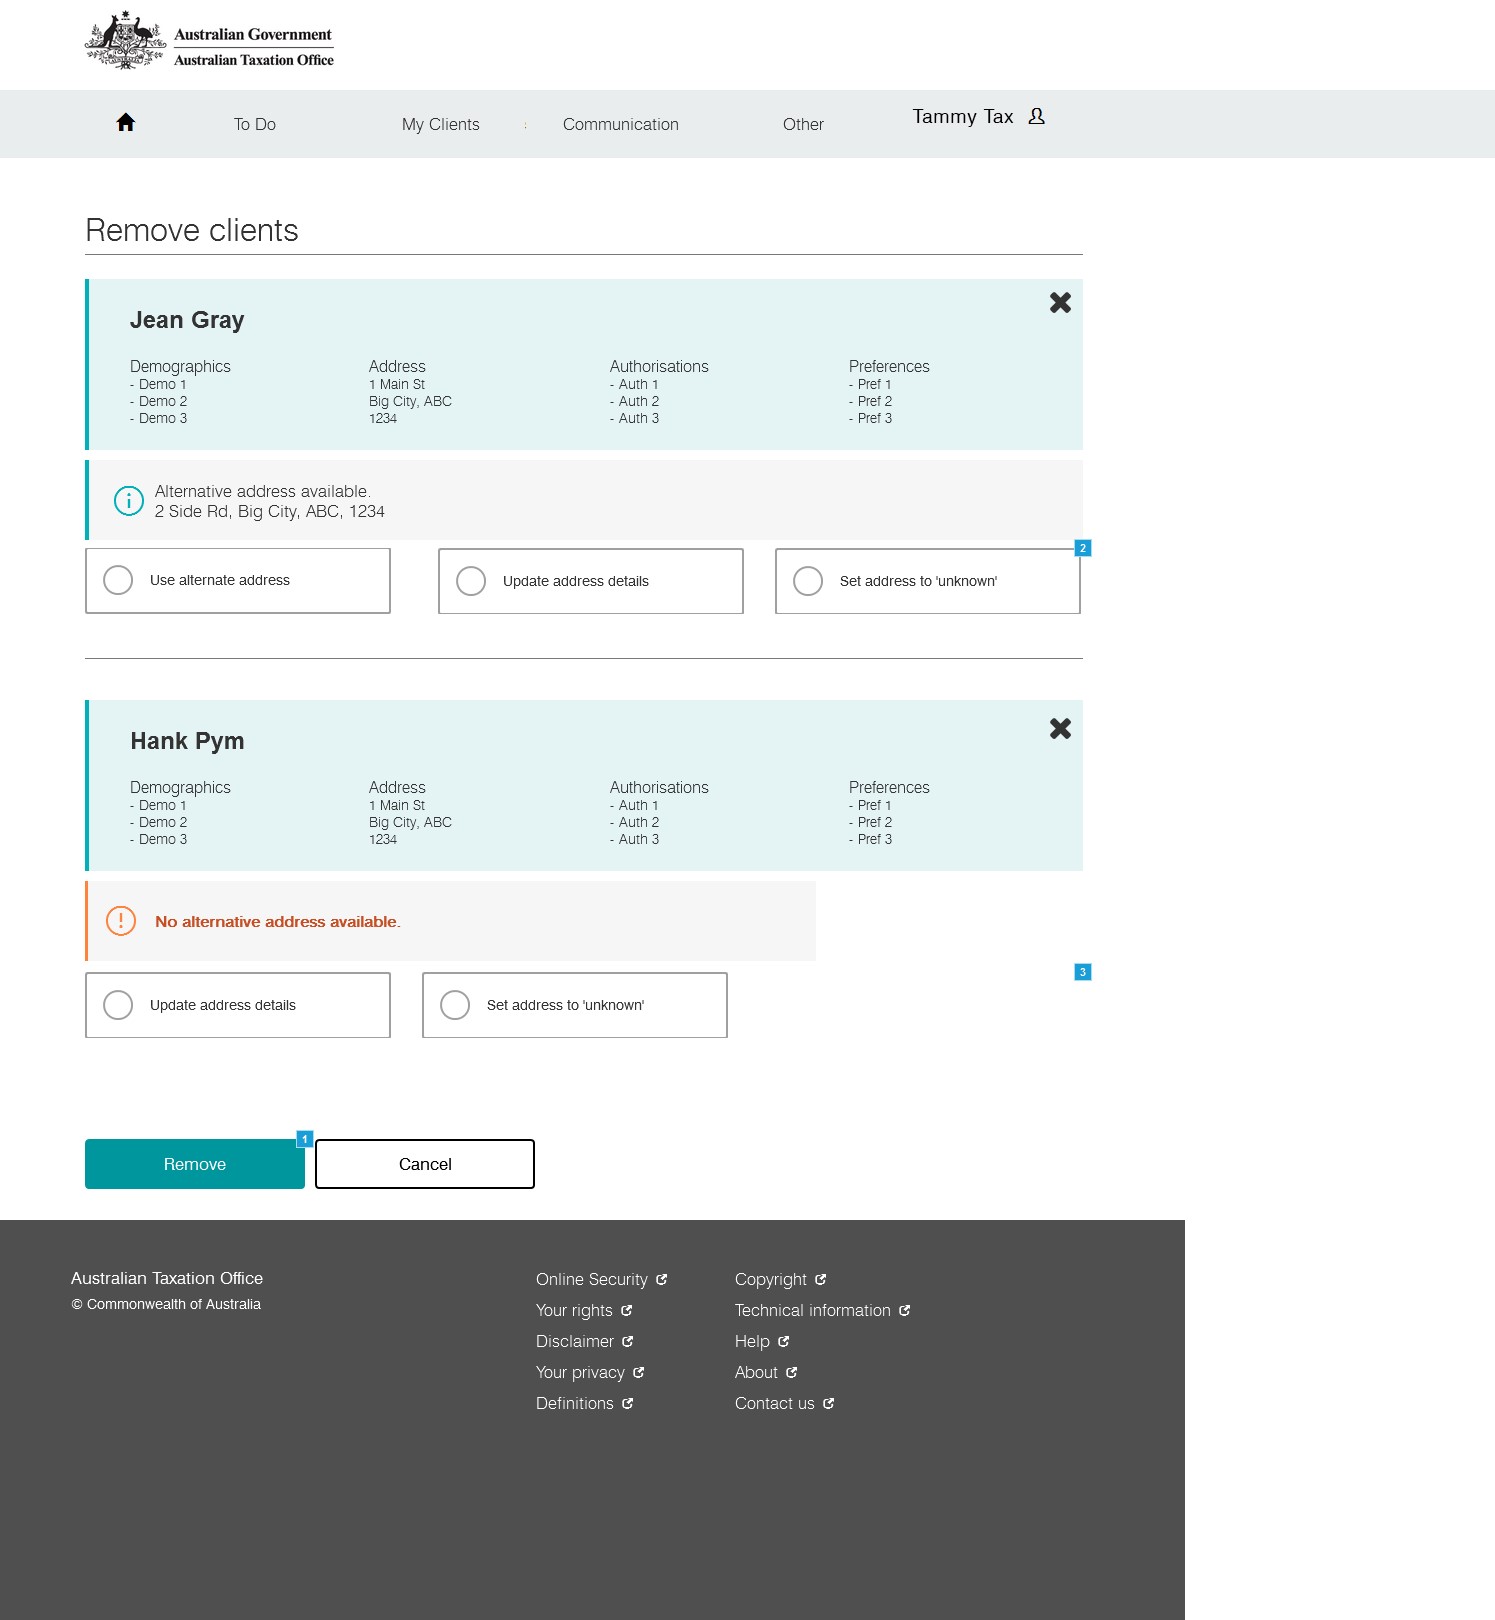 Australian Government
Australian Taxation Office
To Do
My Clients
Communication
Other
Tammy Tax
Remove clients
Jean Gray
Demographics
- Demo 1
- Demo 2
- Demo 3
Address
1 Main St
Big City, ABC
1234
Authorisations
- Auth 1
- Auth 2
- Auth 3
Preferences
- Pref 1
- Pref 2
- Pref 3
Alternative address available.
2 Side Rd, Big City, ABC, 1234
2
Use alternate address
Update address details
Set address to 'unknown'
Hank Pym
Demographics
- Demo 1
- Demo 2
- Demo 3
Address
1 Main St
Big City, ABC
1234
Authorisations
- Auth 1
- Auth 2
- Auth 3
Preferences
- Pref 1
- Pref 2
- Pref 3
No alternative address available.
3
Update address details
Set address to 'unknown'
1
Remove
Cancel
Australian Taxation Office
© Commonwealth of Australia
Online Security
Your rights
Disclaimer
Your privacy
Definitions
Copyright
Technical information
Help
About
Contact us